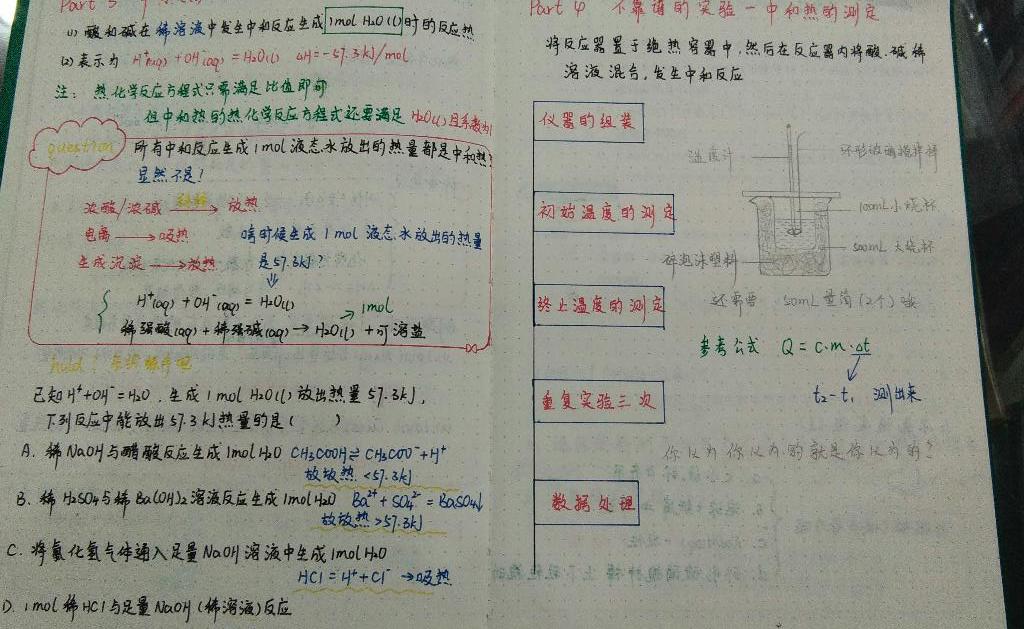 Part 3
(1) 酸和碱在稀溶液中发生中和反应生成1mol H₂O(l)时的反应热
(2) 表示为 H⁺(aq) + OH⁻(aq) = H₂O(l) ΔH = -57.3kJ/mol
注: 热化学反应方程式只需满足比值即可
但中和热的热化学反应方程式还要满足 H₂O(l)且系数为1
question
所有中和反应生成1mol液态水放出的热量都是中和热?
显然不是!
浓酸/浓碱 稀释→ 放热
电离 → 吸热
生成沉淀 → 放热
啥时候生成1mol液态水放出的热量
是57.3kJ?
H⁺(aq) + OH⁻(aq) = H₂O(l)
→ 1mol
稀强酸(aq) + 稀强碱(aq) → H₂O(l) + 可溶盐
hold!
已知H⁺+OH⁻=H₂O,生成1mol H₂O(l)放出热量57.3kJ,
下列反应中能放出57.3kJ热量的是( )
A. 稀NaOH与醋酸反应生成1mol H₂O CH₃COOH⇌CH₃COO⁻+H⁺
故放热<57.3kJ
B. 稀H₂SO₄与稀Ba(OH)₂溶液反应生成1mol H₂O Ba²⁺+SO₄²⁻=BaSO₄↓
故放热>57.3kJ
C. 将氯化氢气体通入足量NaOH溶液中生成1mol H₂O
HCl=H⁺+Cl⁻ →吸热
D. 1mol稀HCl与足量NaOH(稀溶液)反应
Part 4 不靠谱的实验—中和热的测定
将反应器置于绝热容器中,然后在反应器内将酸、碱稀
溶液混合,发生中和反应
仪器的组装
温度计
环形玻璃搅拌棒
100mL小烧杯
500mL大烧杯
碎泡沫塑料
还需要 50mL量筒(2个)哦
初始温度的测定
终止温度的测定
参考公式 Q = c·m·Δt
t₂-t₁ 测出来
重复实验三次
你以为你以为的就是你以为的?
数据处理